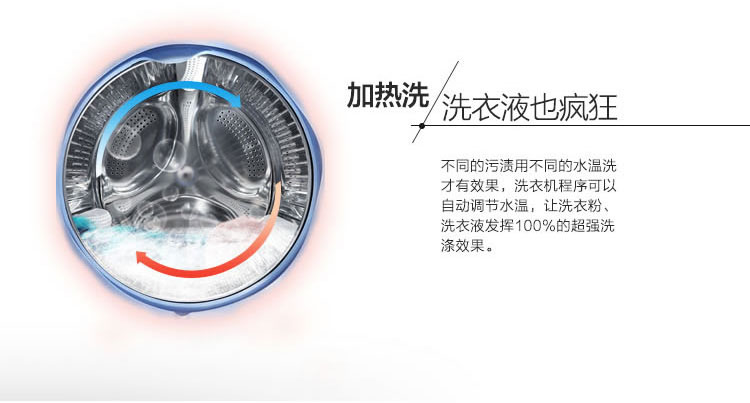 加热洗
洗衣液也疯狂
不同的污渍用不同的水温洗
才有效果，洗衣机程序可以
自动调节水温，让洗衣粉、
洗衣液发挥100%的超强洗
涤效果。